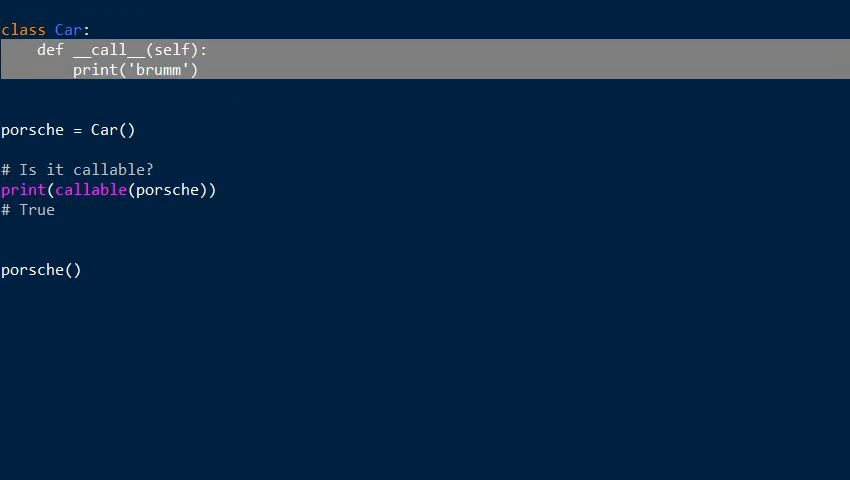 class Car:
    def __call__(self):
        print('brumm')
porsche = Car()
# Is it callable?
print(callable(porsche))
# True
porsche()